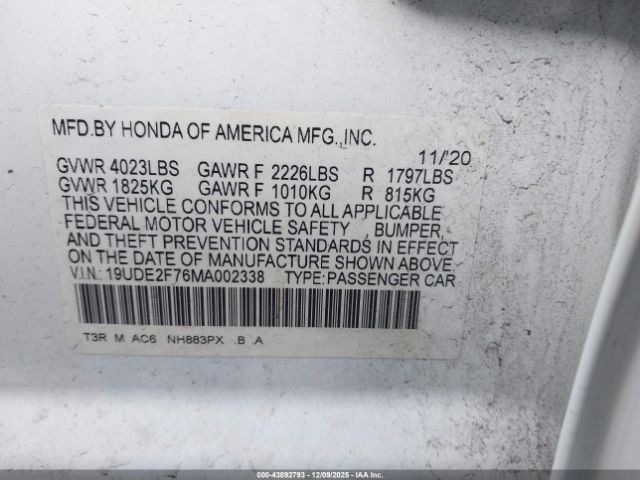 MFD.BY HONDA OF AMERICA MFG.,INC.
11/'20
GVWR 4023LBS GAWR F 2226LBS R 1797LBS
GVWR 1825KG GAWR F 1010KG R 815KG
THIS VEHICLE CONFORMS TO ALL APPLICABLE
FEDERAL MOTOR VEHICLE SAFETY , BUMPER,
AND THEFT PREVENTION STANDARDS IN EFFECT
ON THE DATE OF MANUFACTURE SHOWN ABOVE.
V.I.N.: 19UDE2F76MA002338 TYPE:PASSENGER CAR
T3R M AC6 NH883PX .B .A
000-43892793 - 12/09/2025 - IAAI.COM